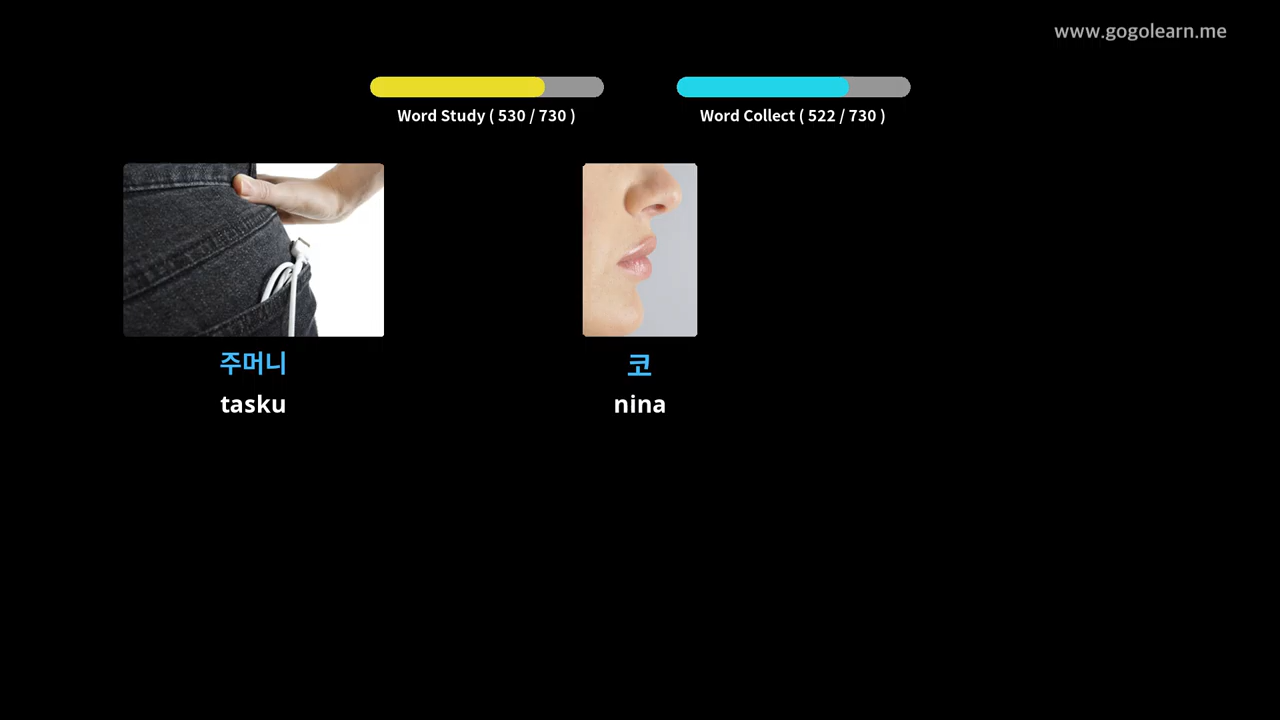 www.gogolearn.me
Word Study ( 530 / 730 )
Word Collect ( 522 / 730 )
주머니
tasku
코
nina